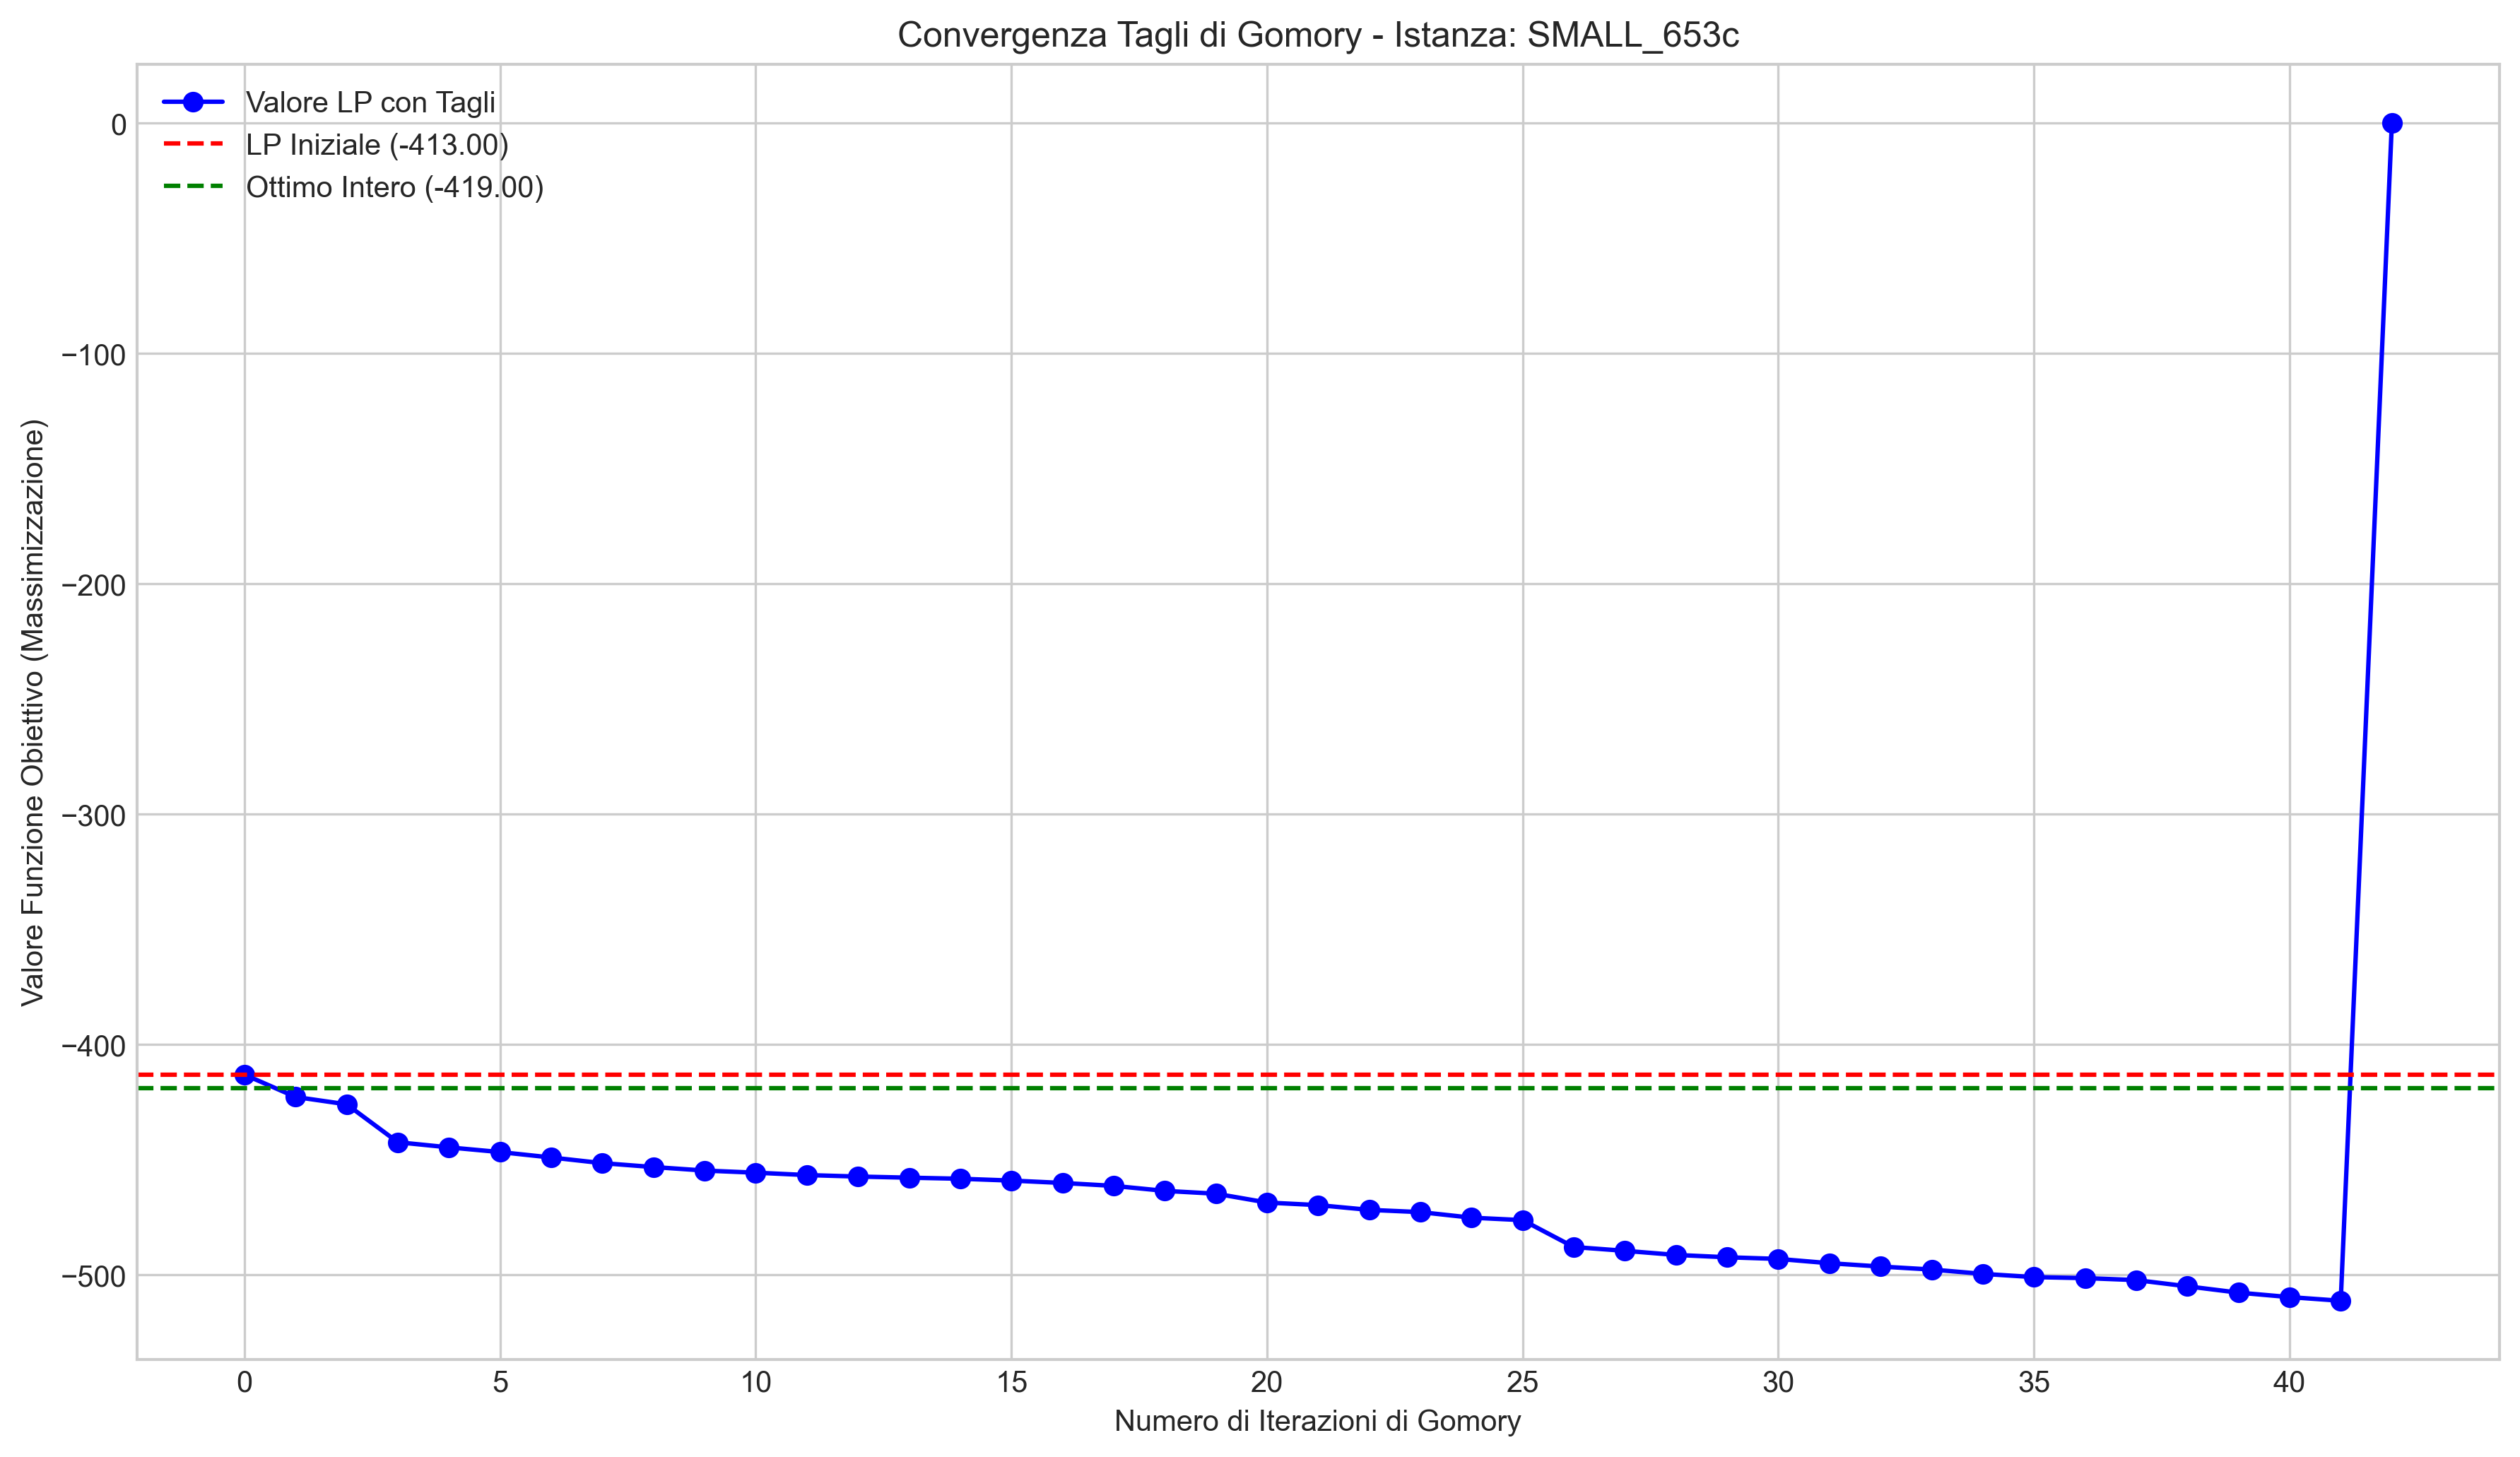 Convergenza Tagli di Gomory - Istanza: SMALL_653c
Valore LP con Tagli
LP Iniziale (-413.00)
Ottimo Intero (-419.00)
Valore Funzione Obiettivo (Massimizzazione)
0
−100
−200
−300
−400
−500
0 5 10 15 20 25 30 35 40
Numero di Iterazioni di Gomory